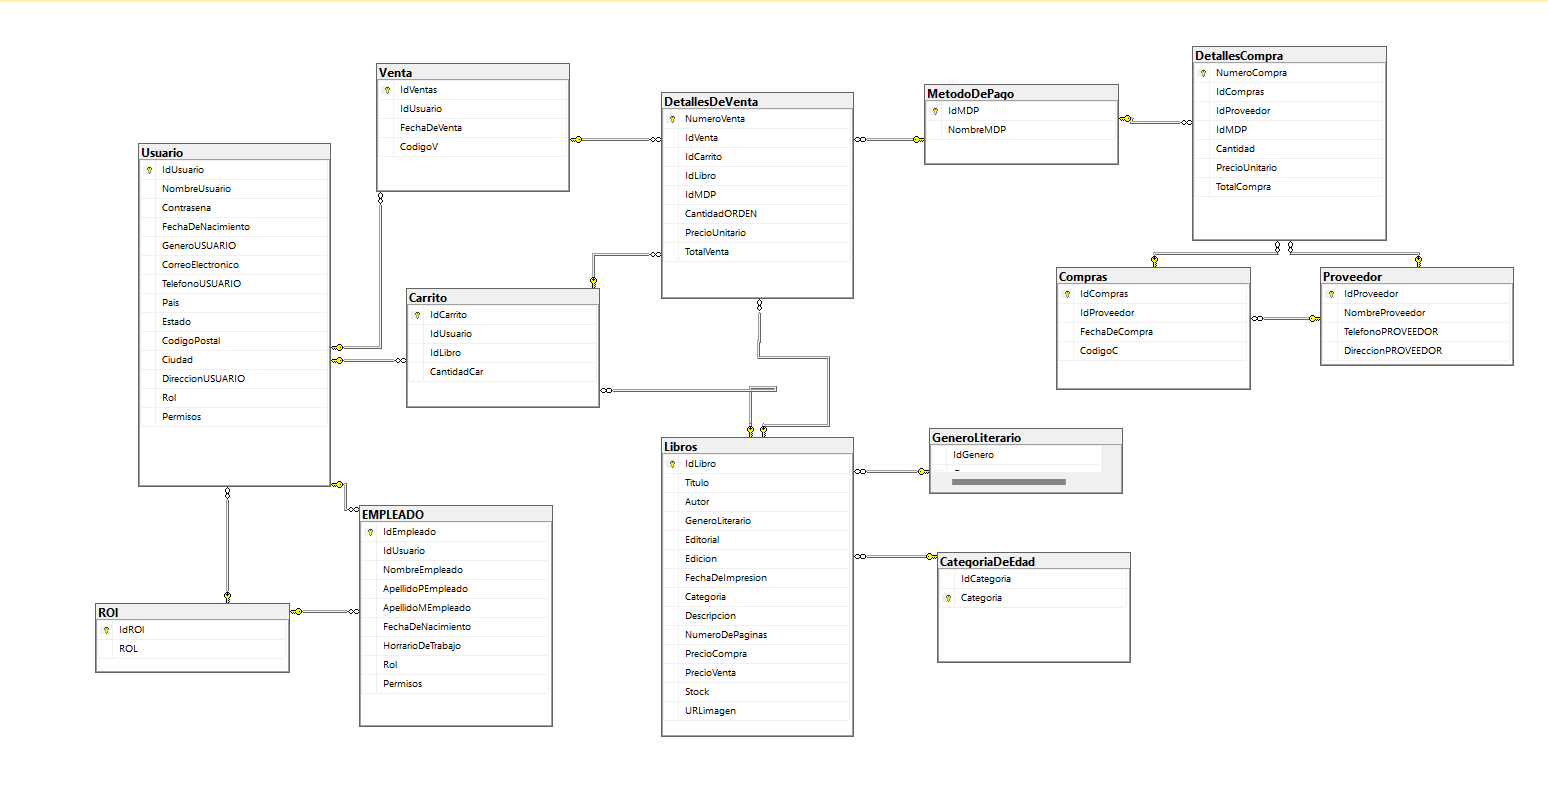 Venta
IdVentas
IdUsuario
FechaDeVenta
CodigoV
DetallesDeVenta
NumeroVenta
IdVenta
IdCarrito
IdLibro
IdMDP
CantidadORDEN
PrecioUnitario
TotalVenta
MetodoDePago
IdMDP
NombreMDP
DetallesCompra
NumeroCompra
IdCompras
IdProveedor
IdMDP
Cantidad
PrecioUnitario
TotalCompra
Usuario
IdUsuario
NombreUsuario
Contrasena
FechaDeNacimiento
GeneroUSUARIO
CorreoElectronico
TelefonoUSUARIO
Pais
Estado
CodigoPostal
Ciudad
DireccionUSUARIO
Rol
Permisos
Carrito
IdCarrito
IdUsuario
IdLibro
CantidadCar
Compras
IdCompras
IdProveedor
FechaDeCompra
CodigoC
Proveedor
IdProveedor
NombreProveedor
TelefonoPROVEEDOR
DireccionPROVEEDOR
Libros
IdLibro
Titulo
Autor
GeneroLiterario
Editorial
Edicion
FechaDeImpresion
Categoria
Descripcion
NumeroDePaginas
PrecioCompra
PrecioVenta
Stock
URLimagen
GeneroLiterario
IdGenero
CategoriaDeEdad
IdCategoria
Categoria
EMPLEADO
IdEmpleado
IdUsuario
NombreEmpleado
ApellidoPEmpleado
ApellidoMEmpleado
FechaDeNacimiento
HorrarioDeTrabajo
Rol
Permisos
ROl
IdROl
ROL